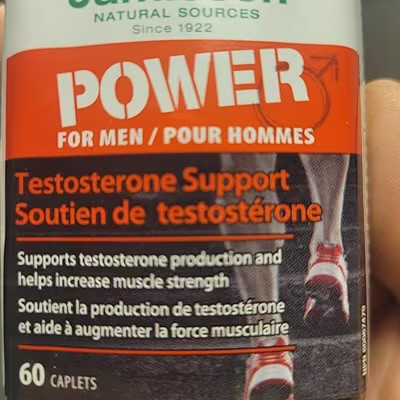 NATURAL SOURCES
Since 1922
POWER
FOR MEN / POUR HOMMES
Testosterone Support
Soutien de testostérone
Supports testosterone production and
helps increase muscle strength
Soutient la production de testostérone
et aide à augmenter la force musculaire
60 CAPLETS